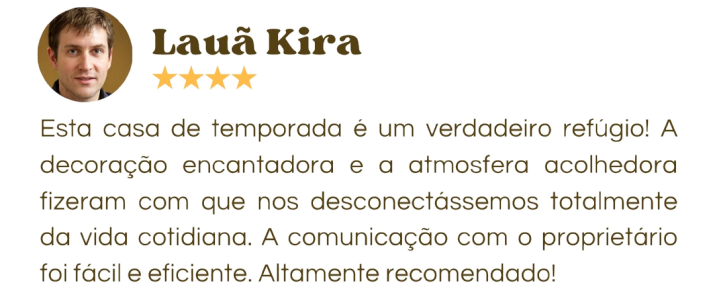 Lauã Kira
Esta casa de temporada é um verdadeiro refúgio! A
decoração encantadora e a atmosfera acolhedora
fizeram com que nos desconectássemos totalmente
da vida cotidiana. A comunicação com o proprietário
foi fácil e eficiente. Altamente recomendado!